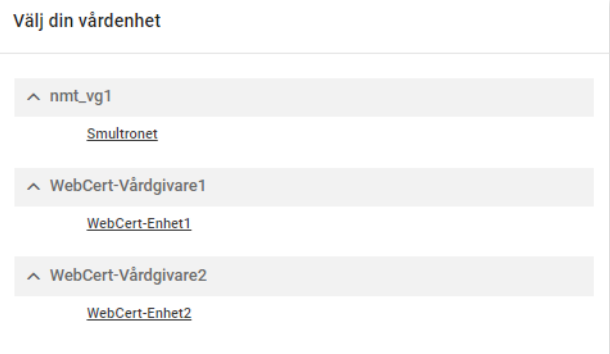 Välj din vårdenhet
nmt_vg1
Smultronet
WebCert-Vårdgivare1
WebCert-Enhet1
WebCert-Vårdgivare2
WebCert-Enhet2